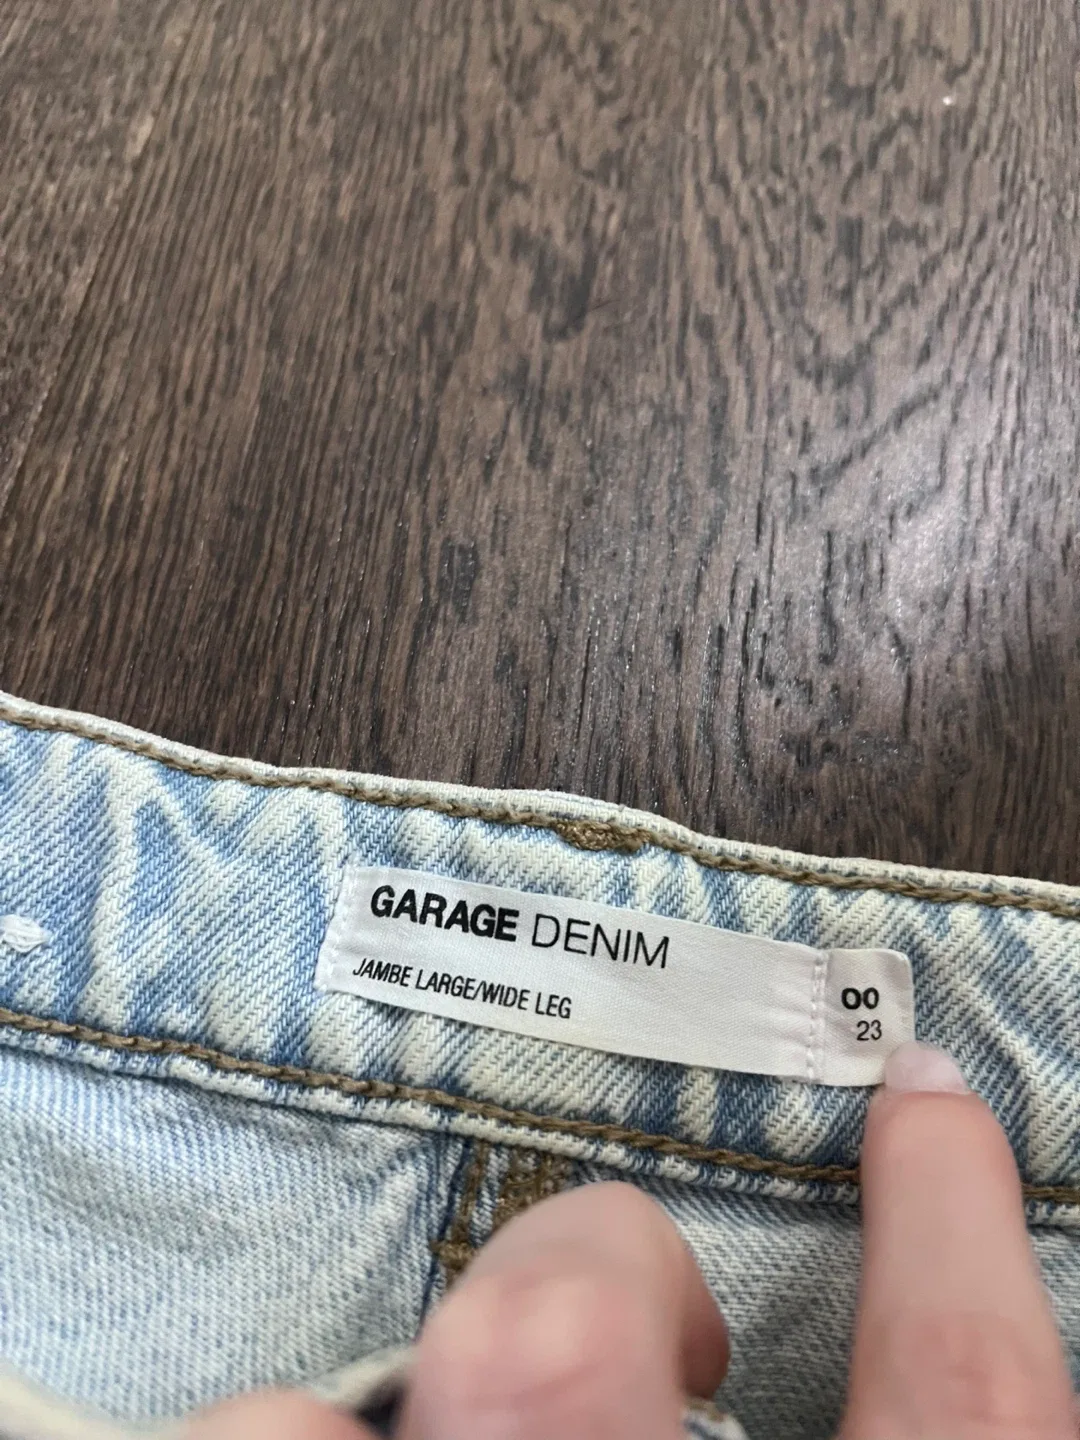 GARAGE DENIM
JAMBE LARGE/WIDE LEG
00
23